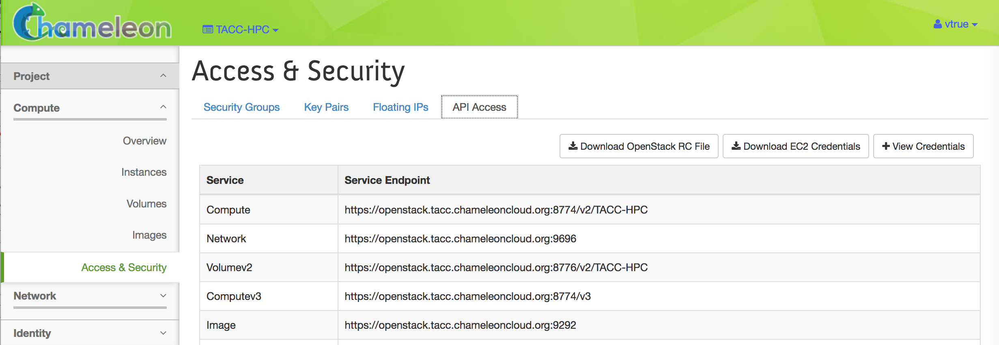 Chameleon
TACC-HPC
vtrue
Project
Compute
Overview
Instances
Volumes
Images
Access & Security
Network
Identity
Access & Security
Security Groups Key Pairs Floating IPs API Access
Download OpenStack RC File Download EC2 Credentials View Credentials
Service Service Endpoint
Compute https://openstack.tacc.chameleoncloud.org:8774/v2/TACC-HPC
Network https://openstack.tacc.chameleoncloud.org:9696
Volumev2 https://openstack.tacc.chameleoncloud.org:8776/v2/TACC-HPC
Computev3 https://openstack.tacc.chameleoncloud.org:8774/v3
Image https://openstack.tacc.chameleoncloud.org:9292